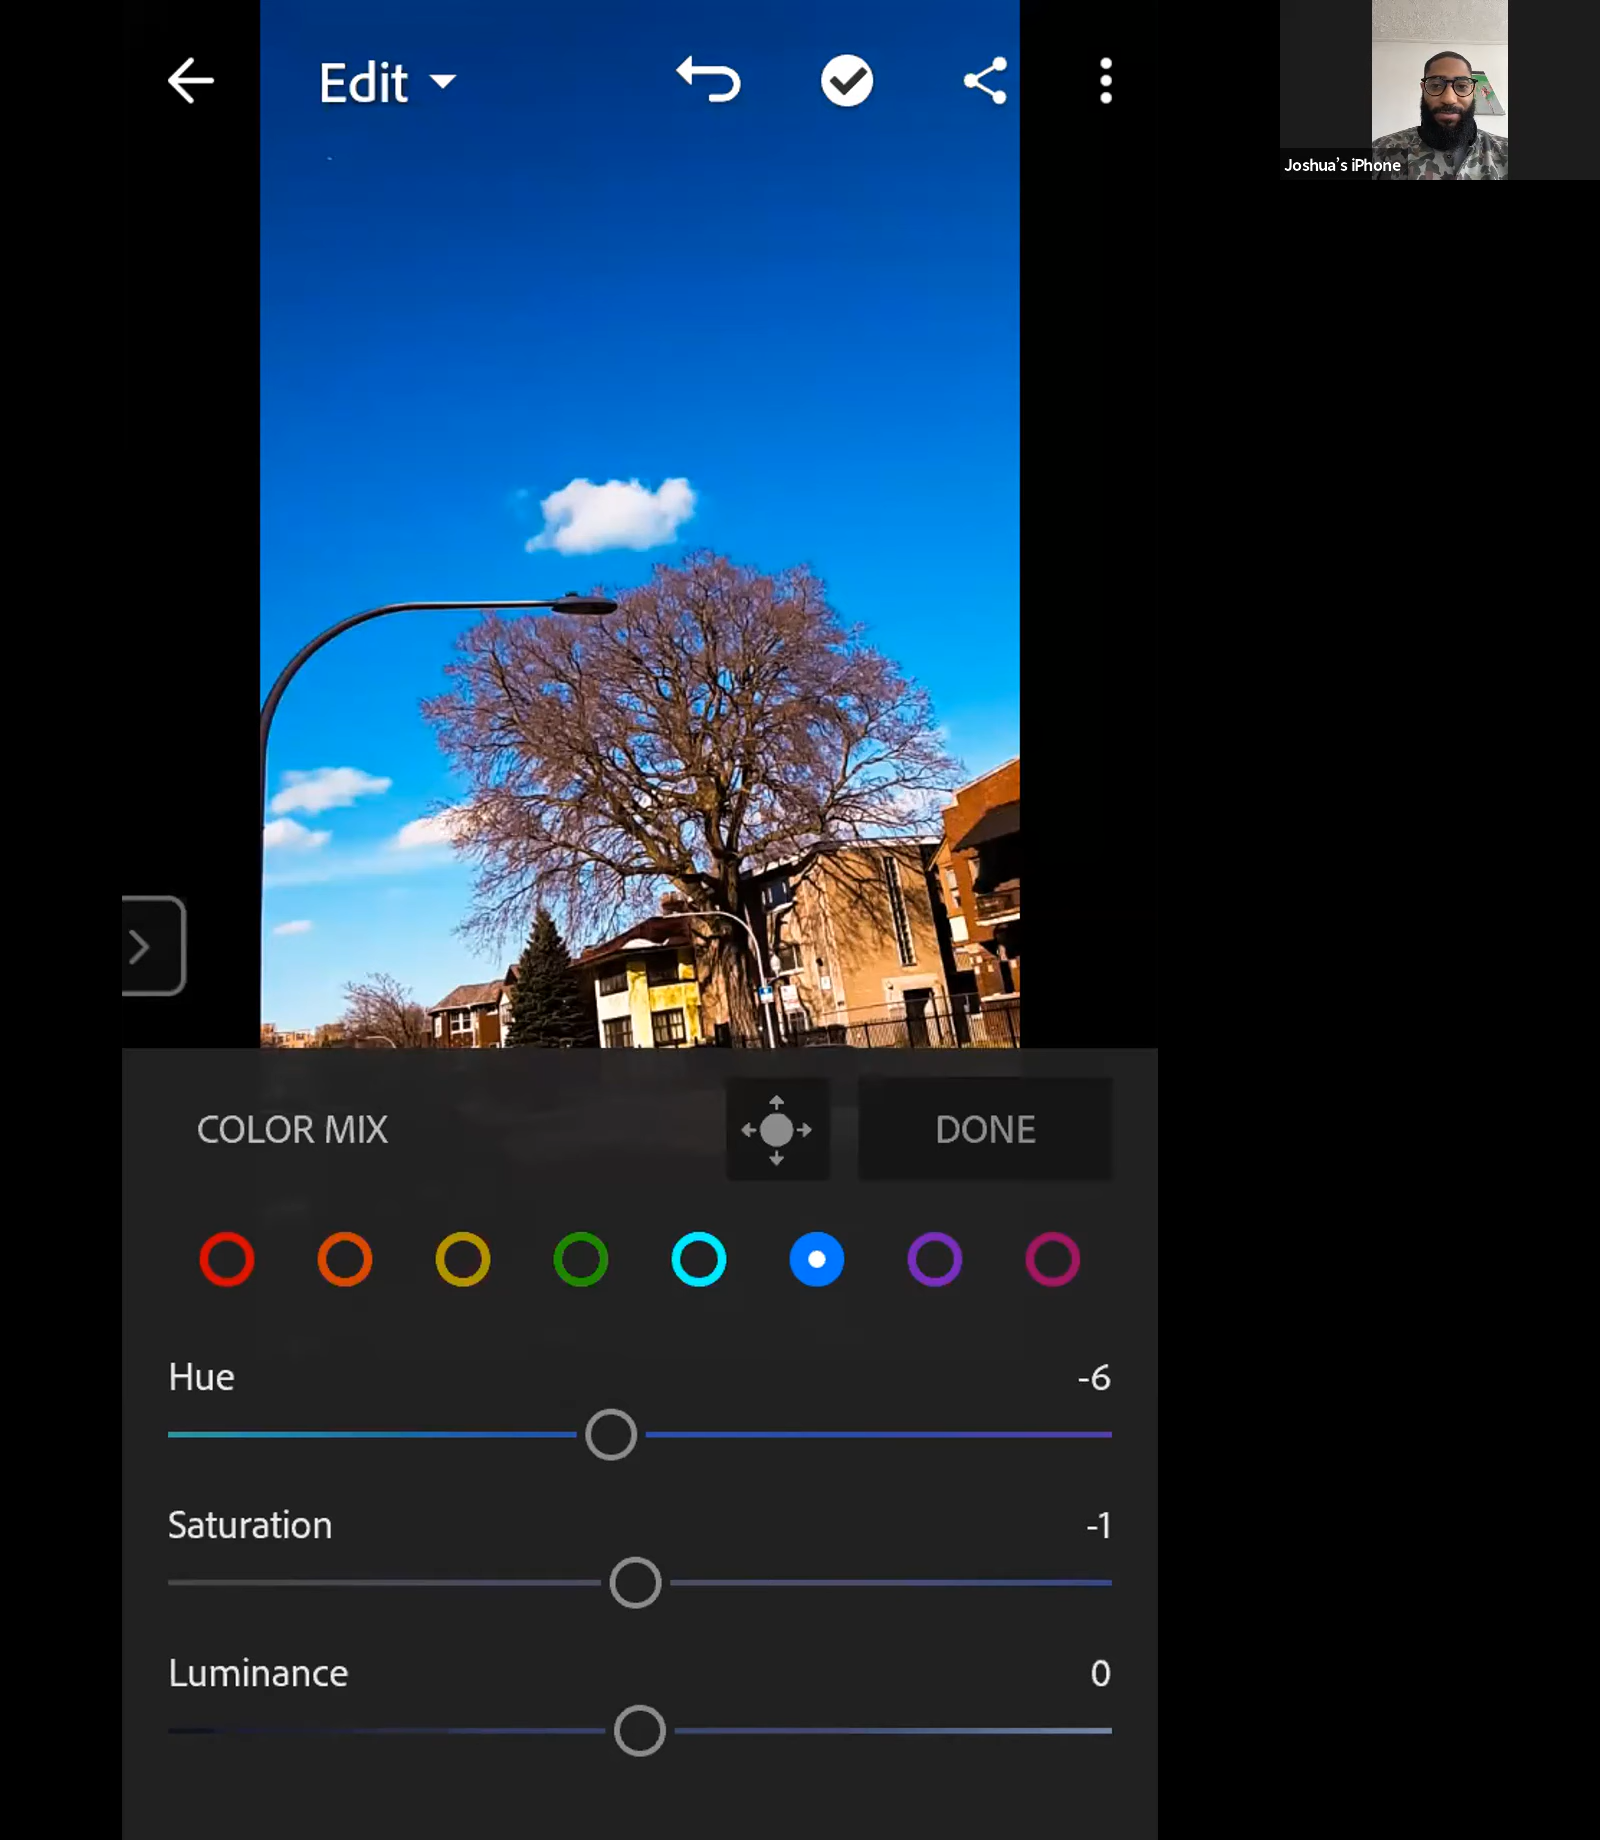 Edit
Joshua's iPhone
COLOR MIX
DONE
Hue
-6
Saturation
-1
Luminance
0